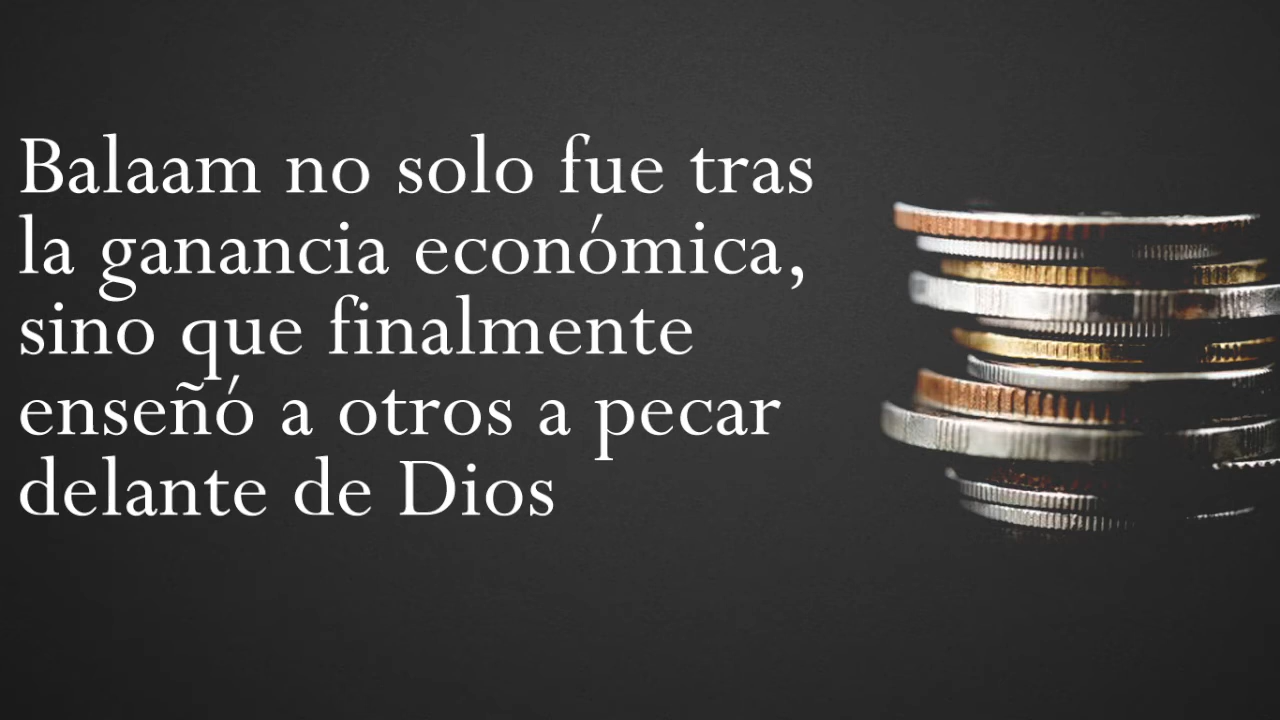 Balaam no solo fue tras
la ganancia económica,
sino que finalmente
enseñó a otros a pecar
delante de Dios